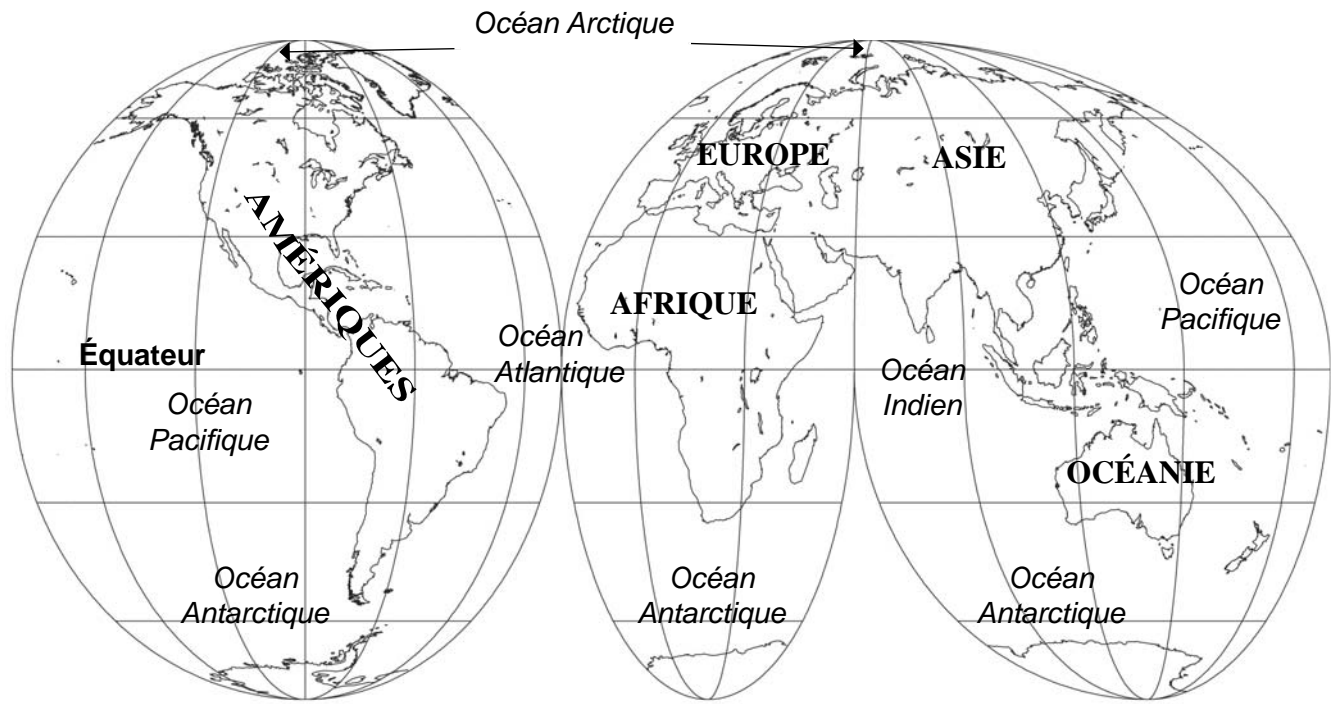 Océan Arctique
EUROPE
ASIE
AMÉRIQUES
AFRIQUE
Océan
Pacifique
Équateur
Océan
Atlantique
Océan
Indien
Océan
Pacifique
OCÉANIE
Océan
Antarctique
Océan
Antarctique
Océan
Antarctique